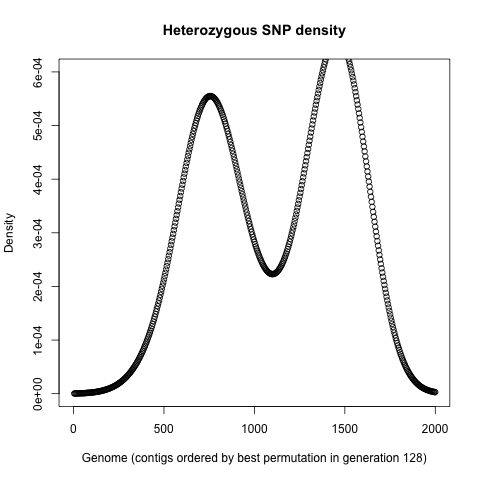 Heterozygous SNP density
Density
6e-04
5e-04
4e-04
3e-04
2e-04
1e-04
0e+00
0 500 1000 1500 2000
Genome (contigs ordered by best permutation in generation 128)